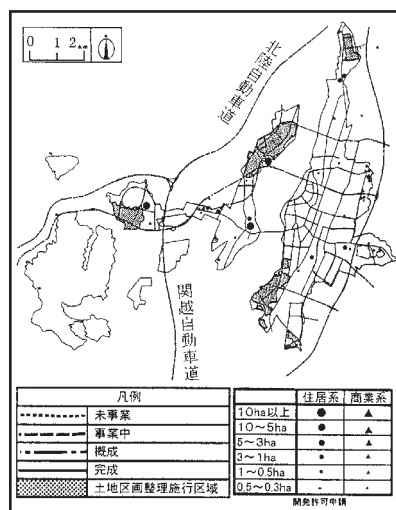 0 1 2㎞
北陸自動車道
関越自動車道
凡例
未事業
事業中
概成
完成
土地区画整理施行区域
住居系 商業系
10ha以上
10～5ha
5～3ha
3～1ha
1～0.5ha
0.5～0.3ha
開発許可申請